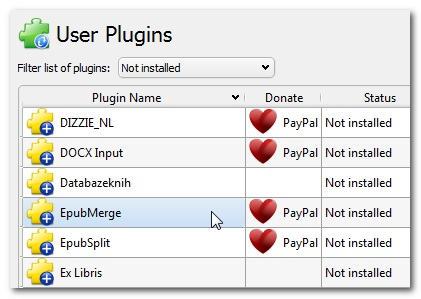 User Plugins
Filter list of plugins: Not installed
Plugin Name Donate Status
DIZZIE_NL PayPal Not installed
DOCX Input PayPal Not installed
Databazeknih Not installed
EpubMerge PayPal Not installed
EpubSplit PayPal Not installed
Ex Libris Not installed